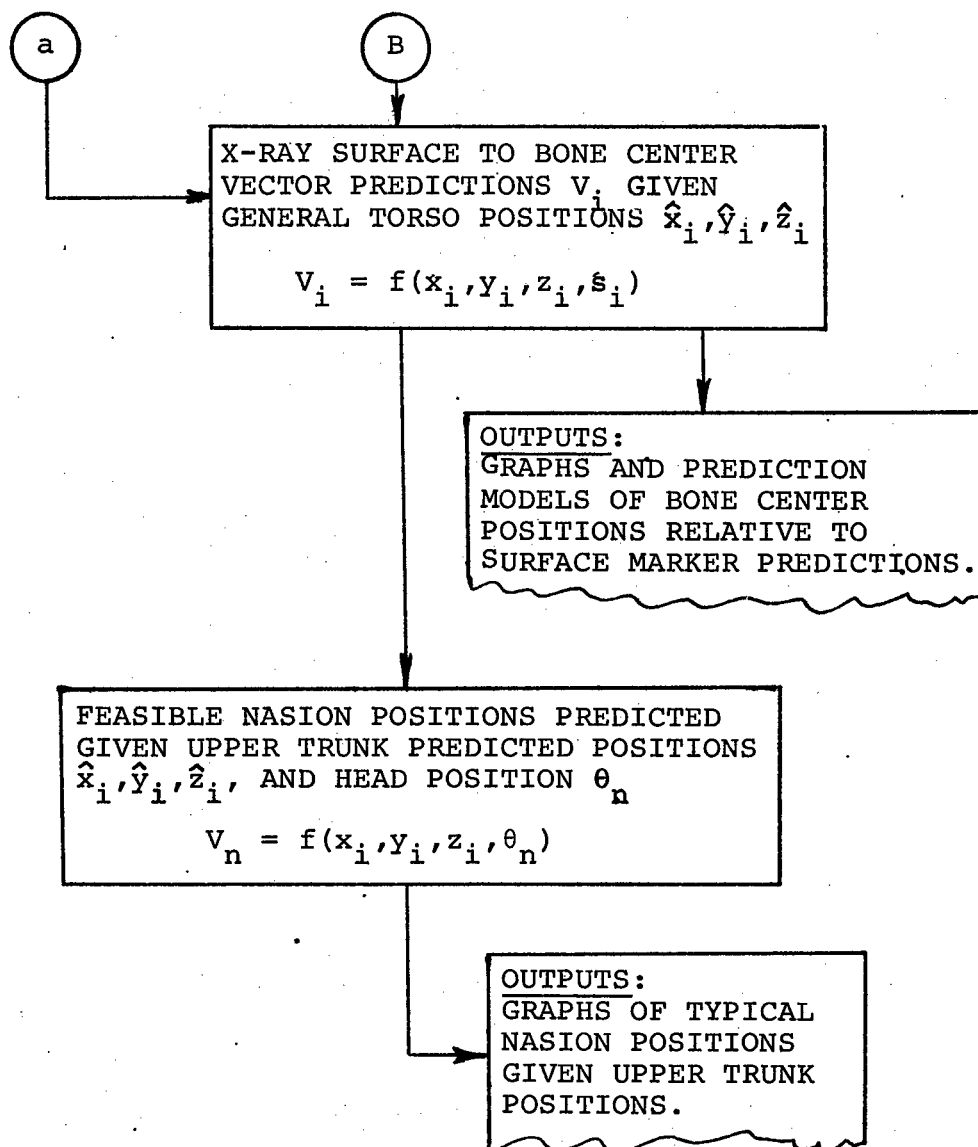 a
B
X-RAY SURFACE TO BONE CENTER
VECTOR PREDICTIONS V_i GIVEN
GENERAL TORSO POSITIONS x̂_i,ŷ_i,ẑ_i
V_i = f(x_i,y_i,z_i,s_i)
OUTPUTS:
GRAPHS AND PREDICTION
MODELS OF BONE CENTER
POSITIONS RELATIVE TO
SURFACE MARKER PREDICTIONS.
FEASIBLE NASION POSITIONS PREDICTED
GIVEN UPPER TRUNK PREDICTED POSITIONS
x̂_i,ŷ_i,ẑ_i, AND HEAD POSITION θ_n
V_n = f(x_i,y_i,z_i,θ_n)
OUTPUTS:
GRAPHS OF TYPICAL
NASION POSITIONS
GIVEN UPPER TRUNK
POSITIONS.